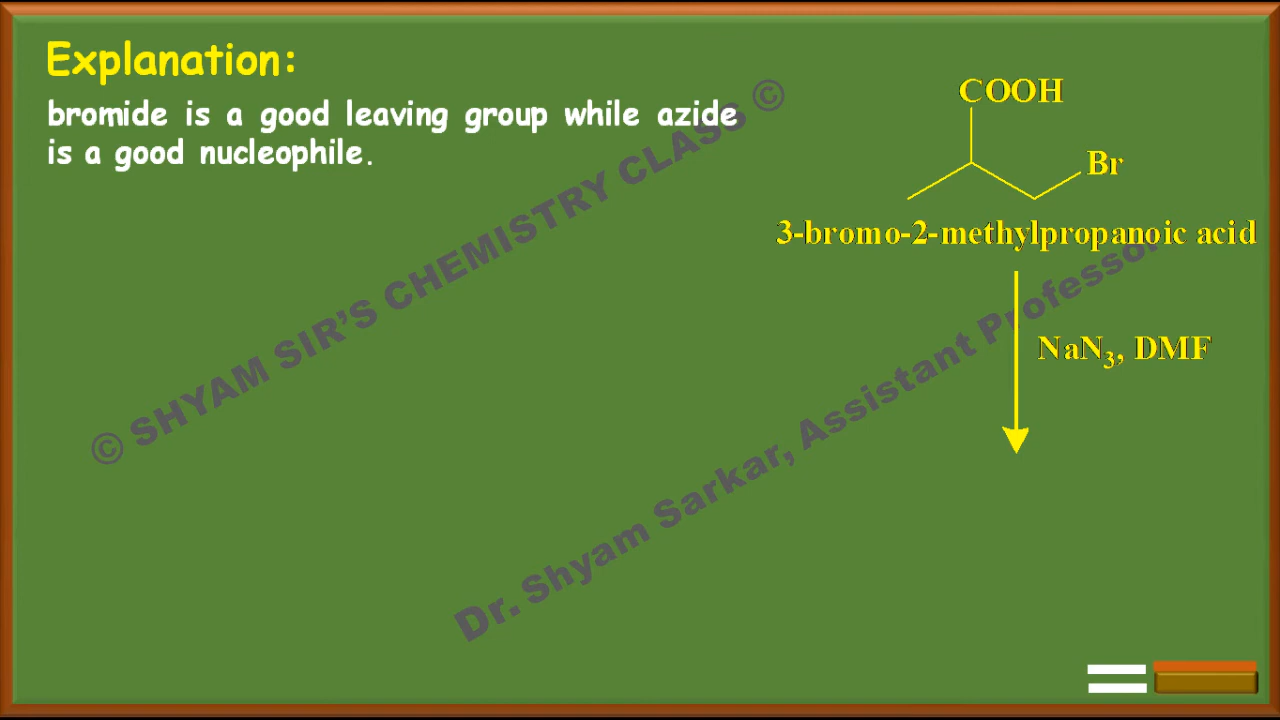 Explanation:
bromide is a good leaving group while azide
is a good nucleophile.
COOH
Br
3-bromo-2-methylpropanoic acid
NaN₃, DMF
© SHYAM SIR'S CHEMISTRY CLASS ©
Dr. Shyam Sarkar, Assistant Professor